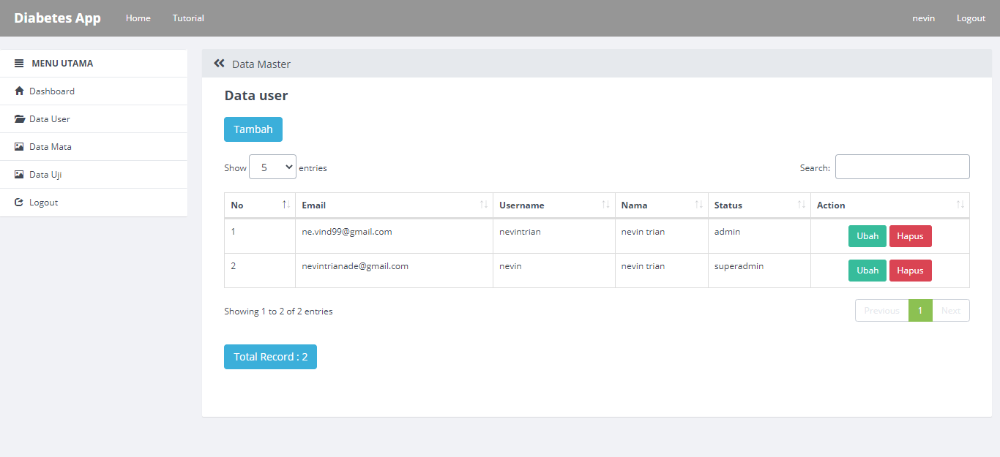 Diabetes App Home Tutorial nevin Logout
MENU UTAMA
Dashboard
Data User
Data Mata
Data Uji
Logout
Data Master
Data user
Tambah
Show 5 entries Search:
No Email Username Nama Status Action
1 ne.vind99@gmail.com nevintrian nevin trian admin Ubah Hapus
2 nevintrianade@gmail.com nevin nevin trian superadmin Ubah Hapus
Showing 1 to 2 of 2 entries Previous 1 Next
Total Record : 2